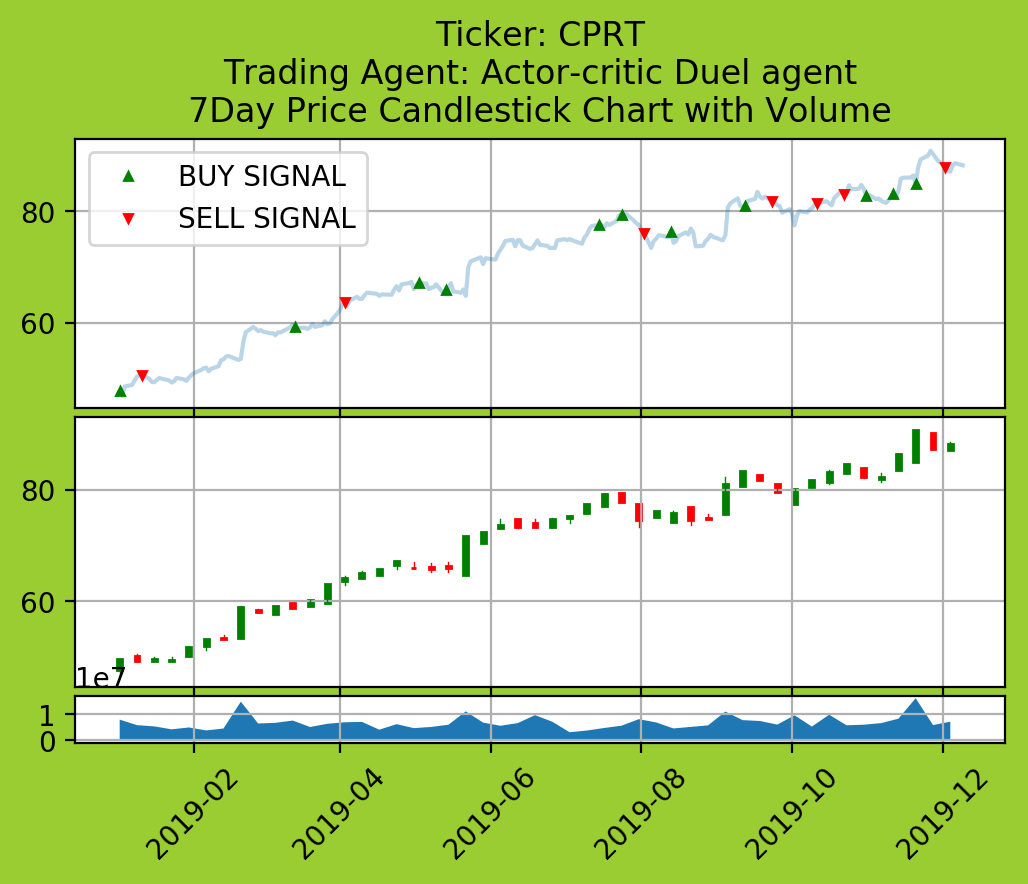 Ticker: CPRT
Trading Agent: Actor-critic Duel agent
7Day Price Candlestick Chart with Volume
BUY SIGNAL
SELL SIGNAL
80
60
80
60
1e7
1
0
2019-02
2019-04
2019-06
2019-08
2019-10
2019-12